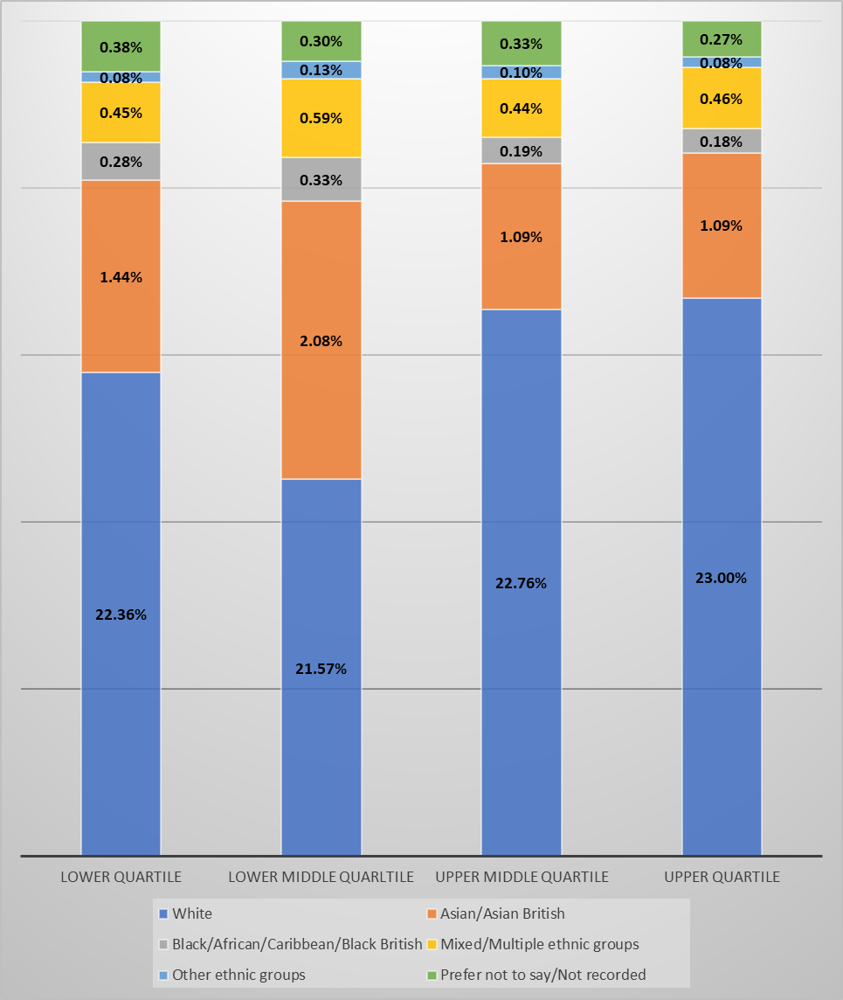 0.38% 0.30% 0.33% 0.27%
0.08% 0.13% 0.10% 0.08%
0.45% 0.59% 0.44% 0.46%
0.28% 0.33% 0.19% 0.18%
1.44% 2.08% 1.09% 1.09%
22.36% 21.57% 22.76% 23.00%
LOWER QUARTILE LOWER MIDDLE QUARLTILE UPPER MIDDLE QUARTILE UPPER QUARTILE
White Asian/Asian British
Black/African/Caribbean/Black British Mixed/Multiple ethnic groups
Other ethnic groups Prefer not to say/Not recorded